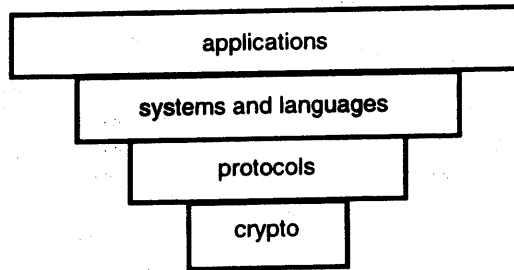 applications
systems and languages
protocols
crypto